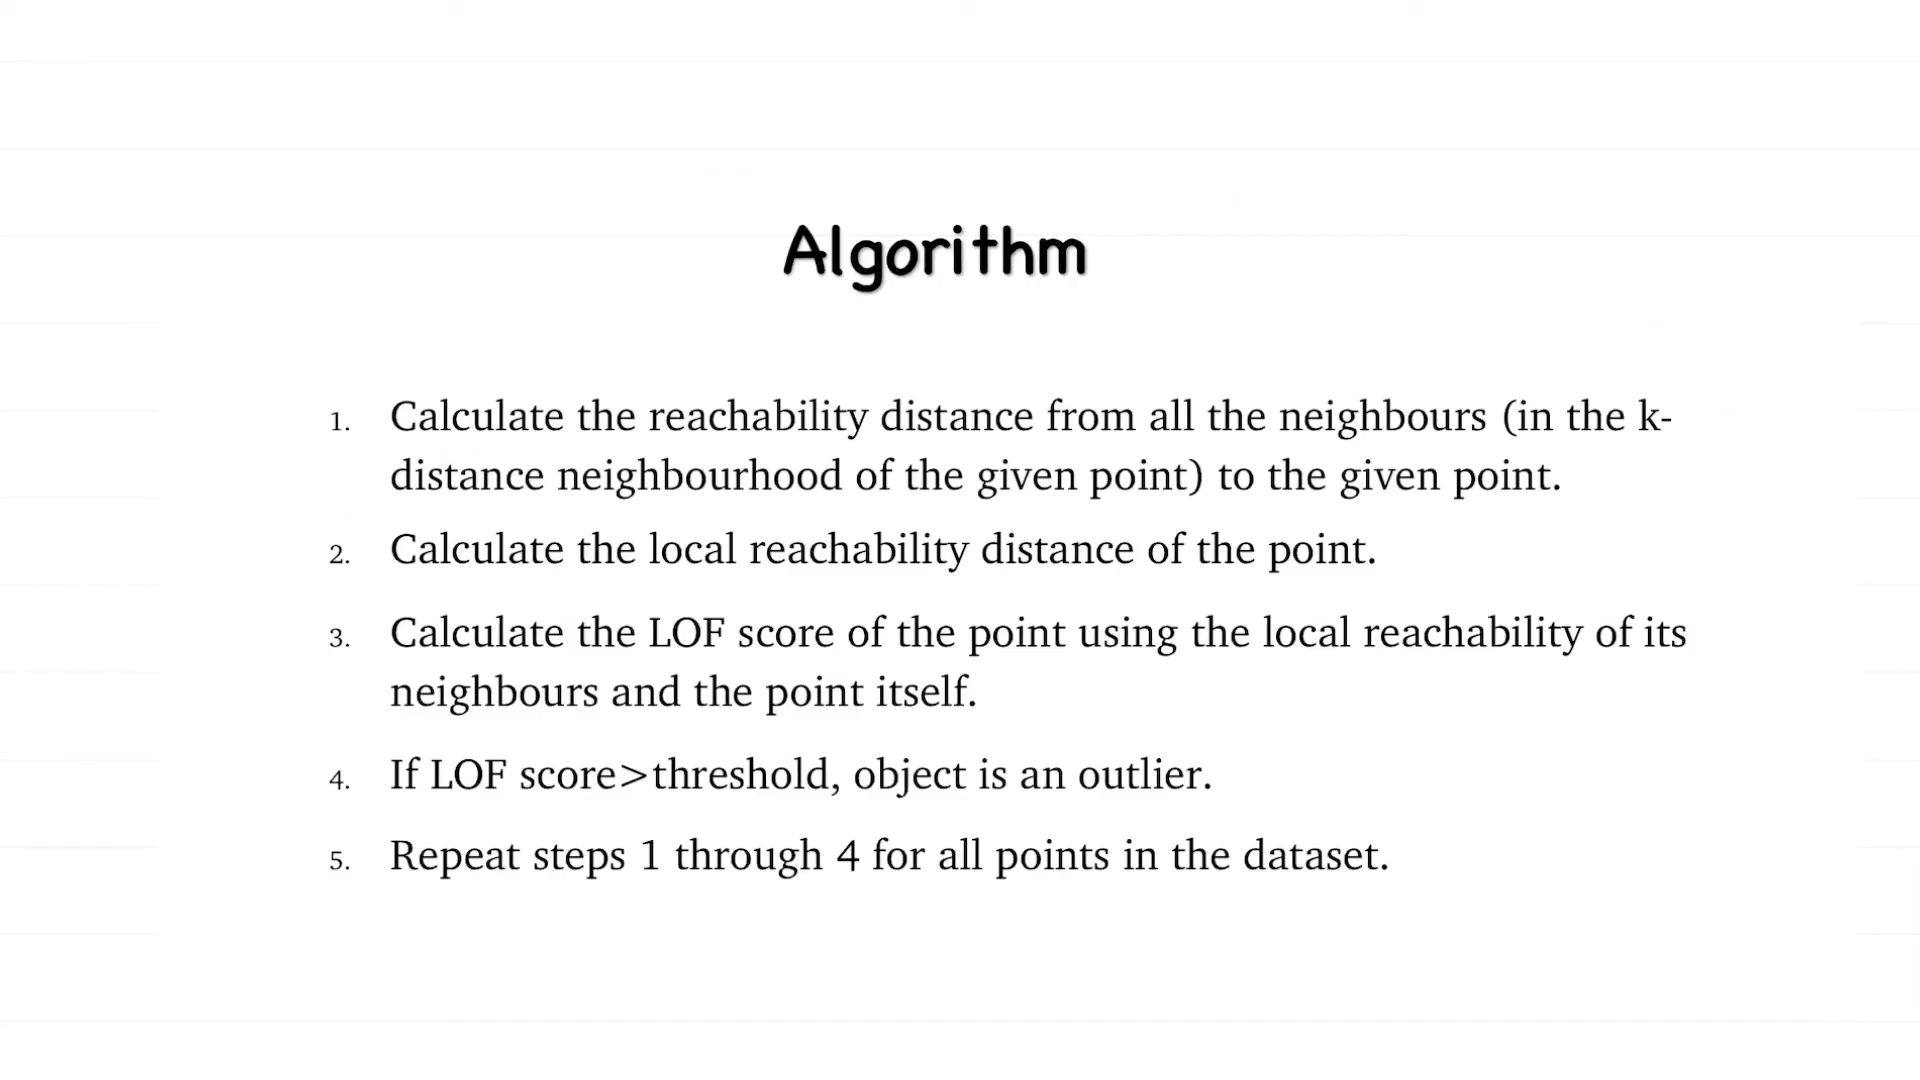 Algorithm
1. Calculate the reachability distance from all the neighbours (in the k-
distance neighbourhood of the given point) to the given point.
2. Calculate the local reachability distance of the point.
3. Calculate the LOF score of the point using the local reachability of its
neighbours and the point itself.
4. If LOF score>threshold, object is an outlier.
5. Repeat steps 1 through 4 for all points in the dataset.